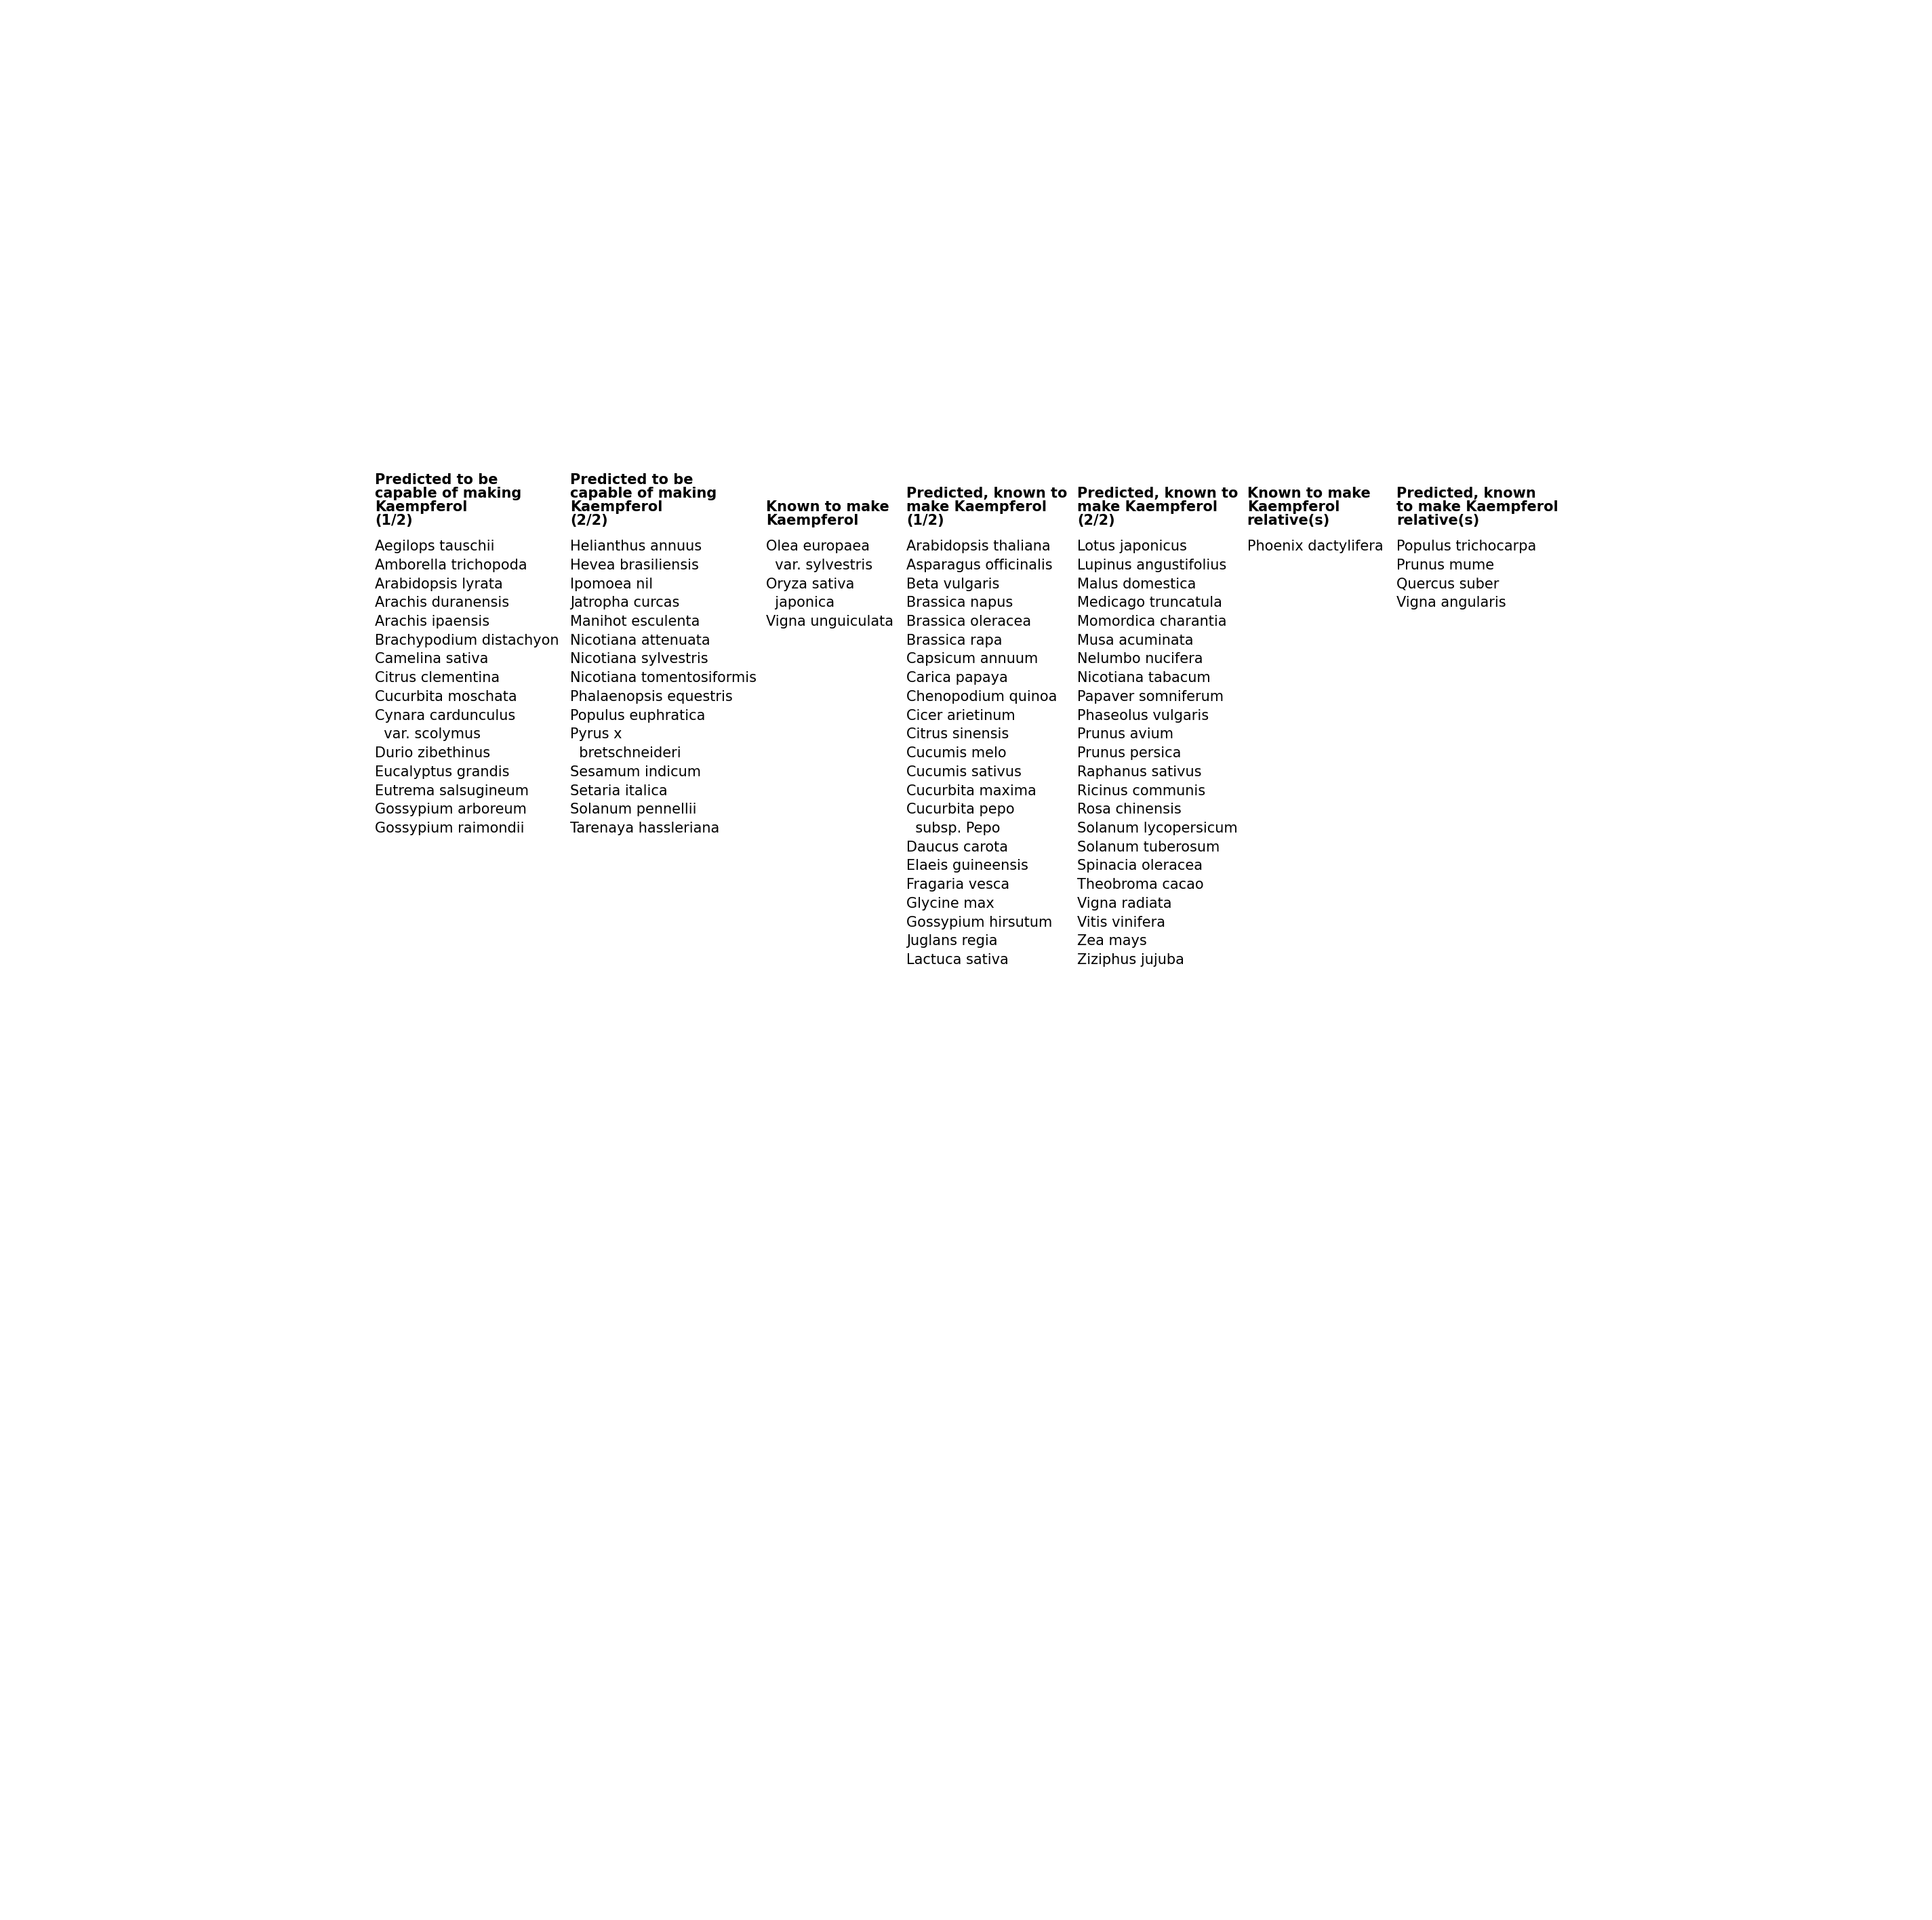 Predicted to be
capable of making
Kaempferol
(1/2)
Aegilops tauschii
Amborella trichopoda
Arabidopsis lyrata
Arachis duranensis
Arachis ipaensis
Brachypodium distachyon
Camelina sativa
Citrus clementina
Cucurbita moschata
Cynara cardunculus
var. scolymus
Durio zibethinus
Eucalyptus grandis
Eutrema salsugineum
Gossypium arboreum
Gossypium raimondii
Predicted to be
capable of making
Kaempferol
(2/2)
Helianthus annuus
Hevea brasiliensis
Ipomoea nil
Jatropha curcas
Manihot esculenta
Nicotiana attenuata
Nicotiana sylvestris
Nicotiana tomentosiformis
Phalaenopsis equestris
Populus euphratica
Pyrus x
bretschneideri
Sesamum indicum
Setaria italica
Solanum pennellii
Tarenaya hassleriana
Known to make
Kaempferol
Olea europaea
var. sylvestris
Oryza sativa
japonica
Vigna unguiculata
Predicted, known to
make Kaempferol
(1/2)
Arabidopsis thaliana
Asparagus officinalis
Beta vulgaris
Brassica napus
Brassica oleracea
Brassica rapa
Capsicum annuum
Carica papaya
Chenopodium quinoa
Cicer arietinum
Citrus sinensis
Cucumis melo
Cucumis sativus
Cucurbita maxima
Cucurbita pepo
subsp. Pepo
Daucus carota
Elaeis guineensis
Fragaria vesca
Glycine max
Gossypium hirsutum
Juglans regia
Lactuca sativa
Predicted, known to
make Kaempferol
(2/2)
Lotus japonicus
Lupinus angustifolius
Malus domestica
Medicago truncatula
Momordica charantia
Musa acuminata
Nelumbo nucifera
Nicotiana tabacum
Papaver somniferum
Phaseolus vulgaris
Prunus avium
Prunus persica
Raphanus sativus
Ricinus communis
Rosa chinensis
Solanum lycopersicum
Solanum tuberosum
Spinacia oleracea
Theobroma cacao
Vigna radiata
Vitis vinifera
Zea mays
Ziziphus jujuba
Known to make
Kaempferol
relative(s)
Phoenix dactylifera
Predicted, known
to make Kaempferol
relative(s)
Populus trichocarpa
Prunus mume
Quercus suber
Vigna angularis